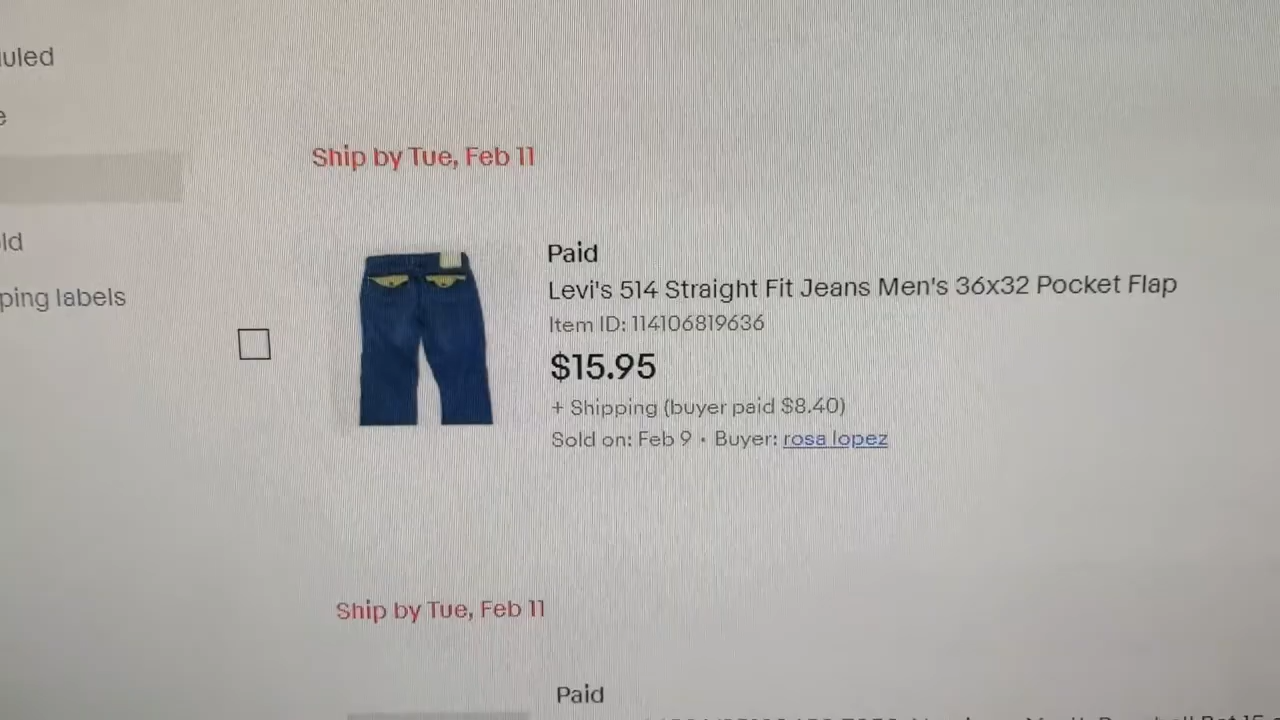 uled
e
Ship by Tue, Feb 11
ld
ping labels
Paid
Levi's 514 Straight Fit Jeans Men's 36x32 Pocket Flap
Item ID: 114106819636
$15.95
+ Shipping (buyer paid $8.40)
Sold on: Feb 9 • Buyer: rosa lopez
Ship by Tue, Feb 11
Paid